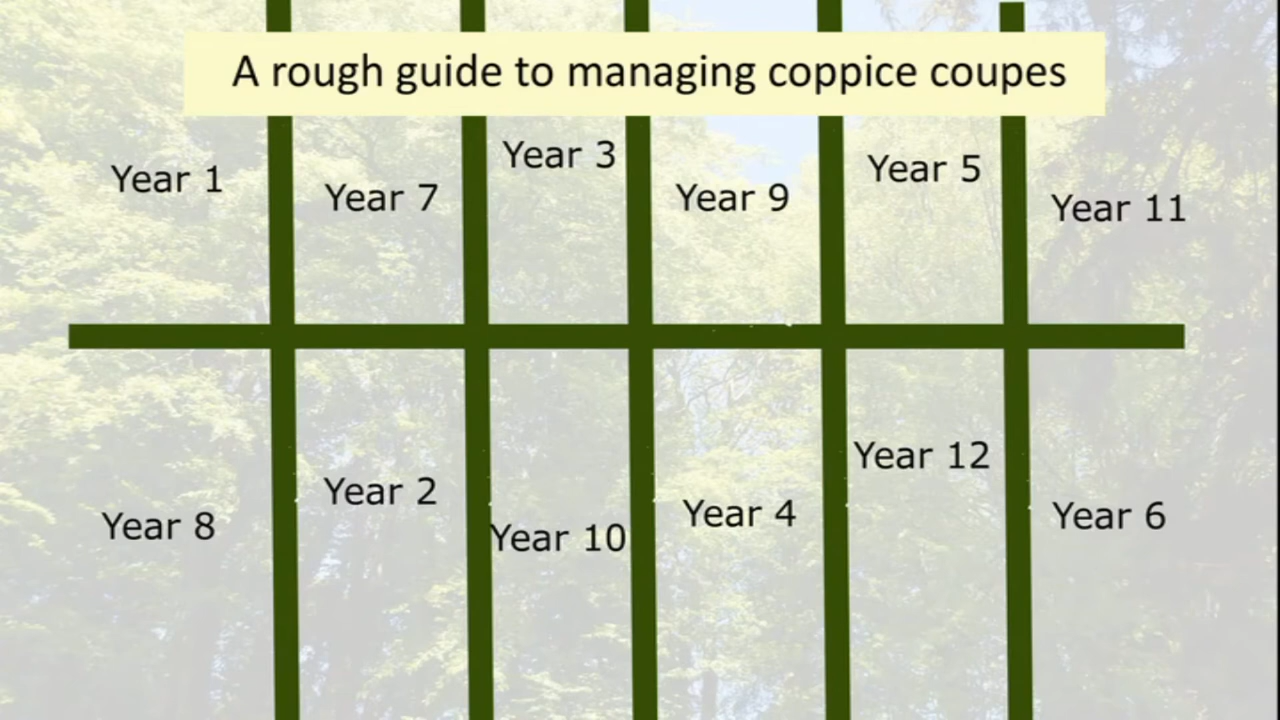 A rough guide to managing coppice coupes
Year 1
Year 7
Year 3
Year 9
Year 5
Year 11
Year 8
Year 2
Year 10
Year 4
Year 12
Year 6